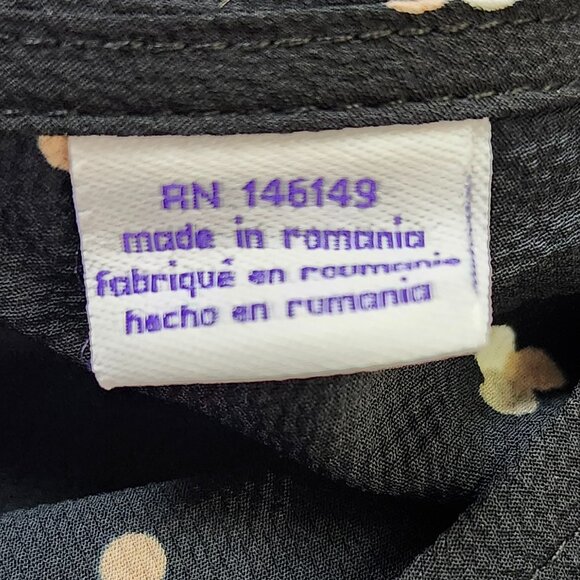 RN 146149
made in romania
fabriqué en roumanie
hecho en rumania